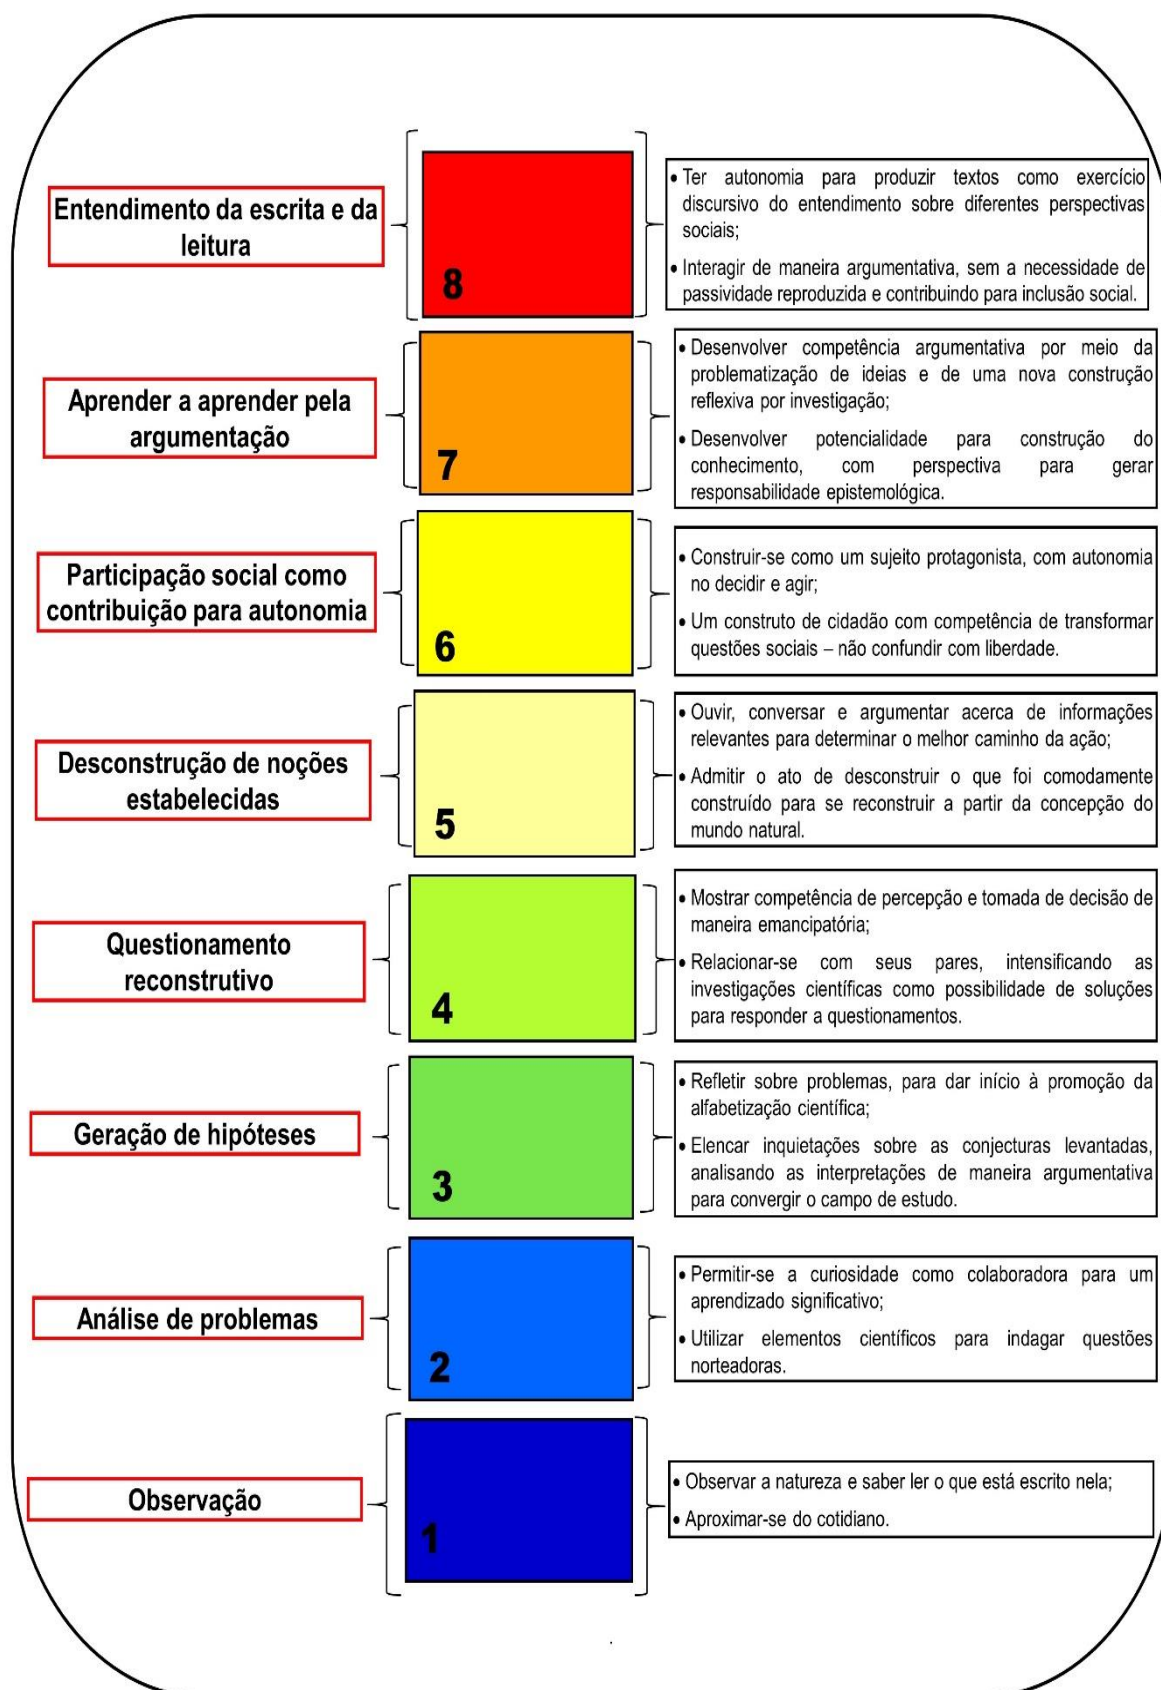 Entendimento da escrita e da
leitura
8
• Ter autonomia para produzir textos como exercício
discursivo do entendimento sobre diferentes perspectivas
sociais;
• Interagir de maneira argumentativa, sem a necessidade de
passividade reproduzida e contribuindo para inclusão social.
Aprender a aprender pela
argumentação
7
• Desenvolver competência argumentativa por meio da
problematização de ideias e de uma nova construção
reflexiva por investigação;
• Desenvolver potencialidade para construção do
conhecimento, com perspectiva para gerar
responsabilidade epistemológica.
Participação social como
contribuição para autonomia
6
• Construir-se como um sujeito protagonista, com autonomia
no decidir e agir;
• Um construto de cidadão com competência de transformar
questões sociais – não confundir com liberdade.
Desconstrução de noções
estabelecidas
5
• Ouvir, conversar e argumentar acerca de informações
relevantes para determinar o melhor caminho da ação;
• Admitir o ato de desconstruir o que foi comodamente
construído para se reconstruir a partir da concepção do
mundo natural.
Questionamento
reconstrutivo
4
• Mostrar competência de percepção e tomada de decisão de
maneira emancipatória;
• Relacionar-se com seus pares, intensificando as
investigações científicas como possibilidade de soluções
para responder a questionamentos.
Geração de hipóteses
3
• Refletir sobre problemas, para dar início à promoção da
alfabetização científica;
• Elencar inquietações sobre as conjecturas levantadas,
analisando as interpretações de maneira argumentativa
para convergir o campo de estudo.
Análise de problemas
2
• Permitir-se a curiosidade como colaboradora para um
aprendizado significativo;
• Utilizar elementos científicos para indagar questões
norteadoras.
Observação
1
• Observar a natureza e saber ler o que está escrito nela;
• Aproximar-se do cotidiano.